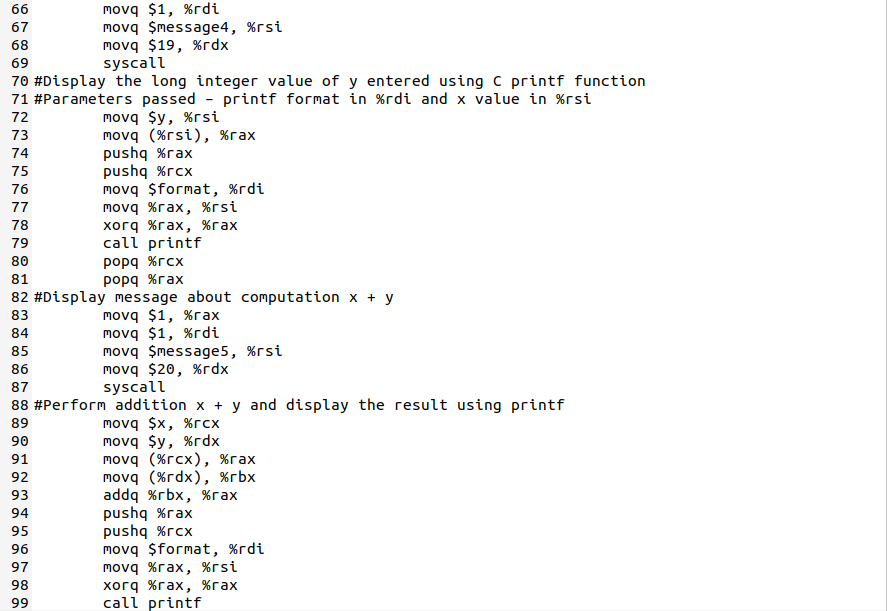 66 movq $1, %rdi
67 movq $message4, %rsi
68 movq $19, %rdx
69 syscall
70 #Display the long integer value of y entered using C printf function
71 #Parameters passed – printf format in %rdi and x value in %rsi
72 movq $y, %rsi
73 movq (%rsi), %rax
74 pushq %rax
75 pushq %rcx
76 movq $format, %rdi
77 movq %rax, %rsi
78 xorq %rax, %rax
79 call printf
80 popq %rcx
81 popq %rax
82 #Display message about computation x + y
83 movq $1, %rax
84 movq $1, %rdi
85 movq $message5, %rsi
86 movq $20, %rdx
87 syscall
88 #Perform addition x + y and display the result using printf
89 movq $x, %rcx
90 movq $y, %rdx
91 movq (%rcx), %rax
92 movq (%rdx), %rbx
93 addq %rbx, %rax
94 pushq %rax
95 pushq %rcx
96 movq $format, %rdi
97 movq %rax, %rsi
98 xorq %rax, %rax
99 call printf